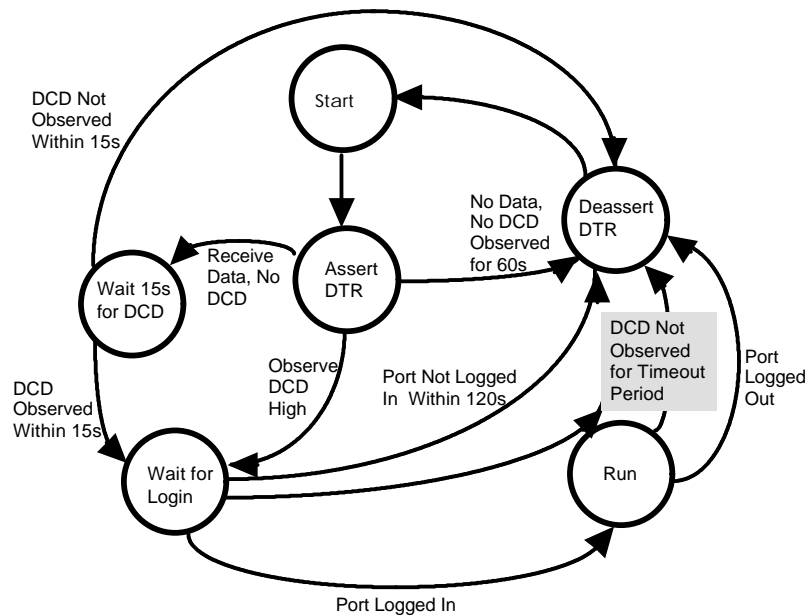 DCD Not
Observed
Within 15s
Start
No Data,
No DCD
Observed
for 60s
Deassert
DTR
Receive
Data, No
DCD
Assert
DTR
Wait 15s
for DCD
DCD Not
Observed
for Timeout
Period
Port
Logged
Out
Observe
DCD
High
Port Not Logged
In Within 120s
DCD
Observed
Within 15s
Wait for
Login
Run
Port Logged In